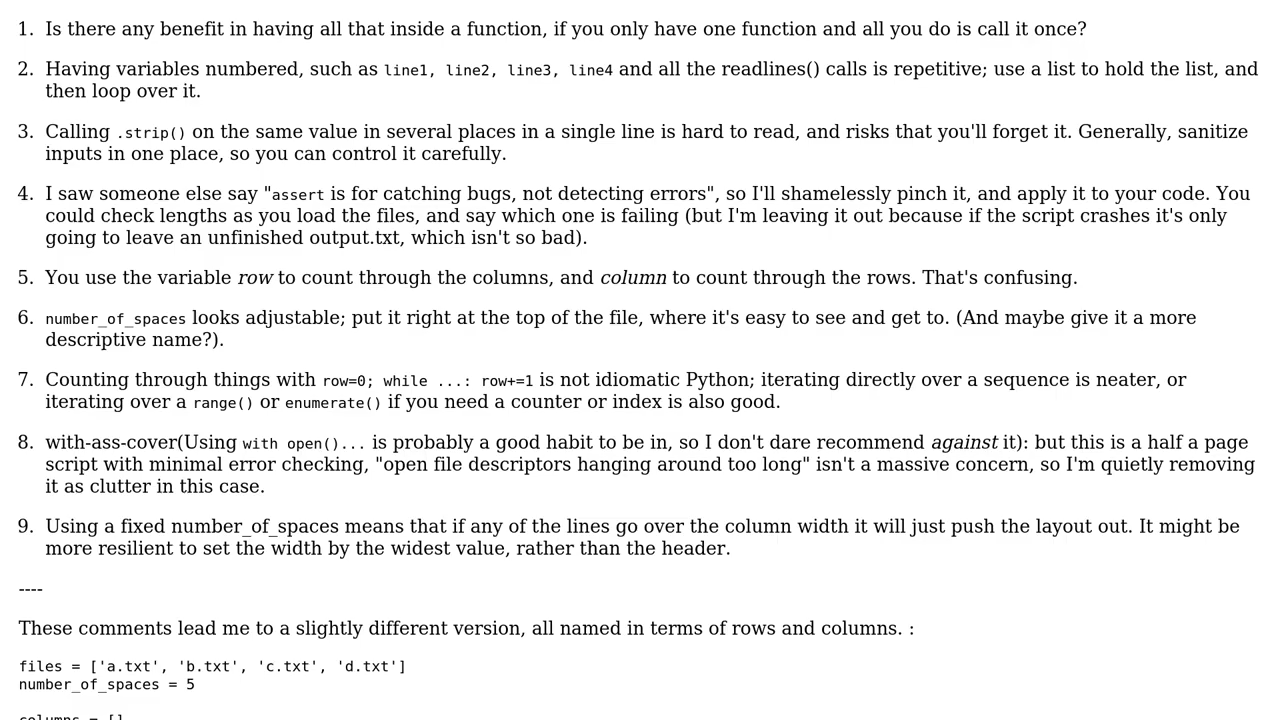 1. Is there any benefit in having all that inside a function, if you only have one function and all you do is call it once?
2. Having variables numbered, such as line1, line2, line3, line4 and all the readlines() calls is repetitive; use a list to hold the list, and
then loop over it.
3. Calling .strip() on the same value in several places in a single line is hard to read, and risks that you'll forget it. Generally, sanitize
inputs in one place, so you can control it carefully.
4. I saw someone else say "assert is for catching bugs, not detecting errors", so I'll shamelessly pinch it, and apply it to your code. You
could check lengths as you load the files, and say which one is failing (but I'm leaving it out because if the script crashes it's only
going to leave an unfinished output.txt, which isn't so bad).
5. You use the variable row to count through the columns, and column to count through the rows. That's confusing.
6. number_of_spaces looks adjustable; put it right at the top of the file, where it's easy to see and get to. (And maybe give it a more
descriptive name?).
7. Counting through things with row=0; while ...: row+=1 is not idiomatic Python; iterating directly over a sequence is neater, or
iterating over a range() or enumerate() if you need a counter or index is also good.
8. with-ass-cover(Using with open()... is probably a good habit to be in, so I don't dare recommend against it): but this is a half a page
script with minimal error checking, "open file descriptors hanging around too long" isn't a massive concern, so I'm quietly removing
it as clutter in this case.
9. Using a fixed number_of_spaces means that if any of the lines go over the column width it will just push the layout out. It might be
more resilient to set the width by the widest value, rather than the header.
----
These comments lead me to a slightly different version, all named in terms of rows and columns. :
files = ['a.txt', 'b.txt', 'c.txt', 'd.txt']
number_of_spaces = 5
columns = []